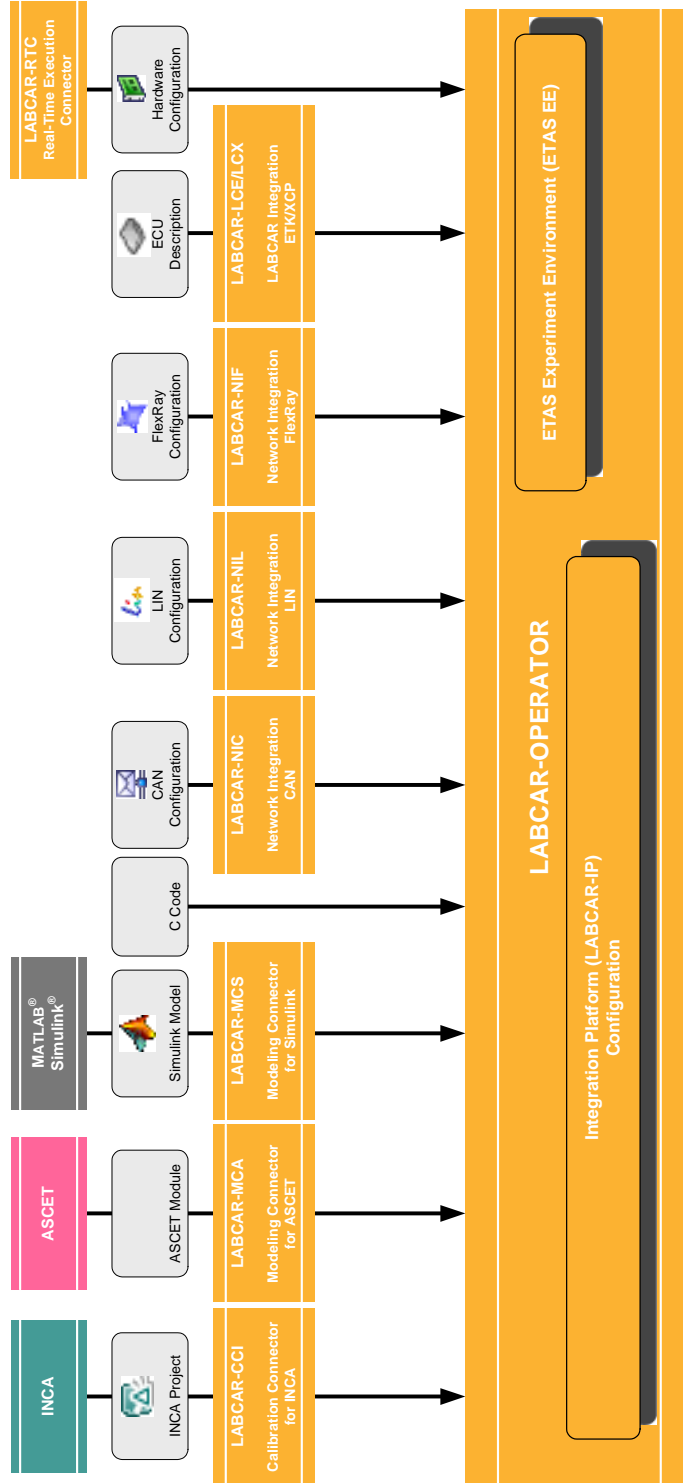 INCA
ASCET
MATLAB®
Simulink®
LABCAR-RTC
Real-Time Execution
Connector
INCA Project
ASCET Module
Simulink Model
C Code
CAN
Configuration
LIN
Configuration
FlexRay
Configuration
ECU
Description
Hardware
Configuration
LABCAR-CCI
Calibration Connector
for INCA
LABCAR-MCA
Modeling Connector
for ASCET
LABCAR-MCS
Modeling Connector
for Simulink
LABCAR-NIC
Network Integration
CAN
LABCAR-NIL
Network Integration
LIN
LABCAR-NIF
Network Integration
FlexRay
LABCAR-LCE/LCX
LABCAR Integration
ETK/XCP
LABCAR-OPERATOR
Integration Platform (LABCAR-IP)
Configuration
ETAS Experiment Environment (ETAS EE)